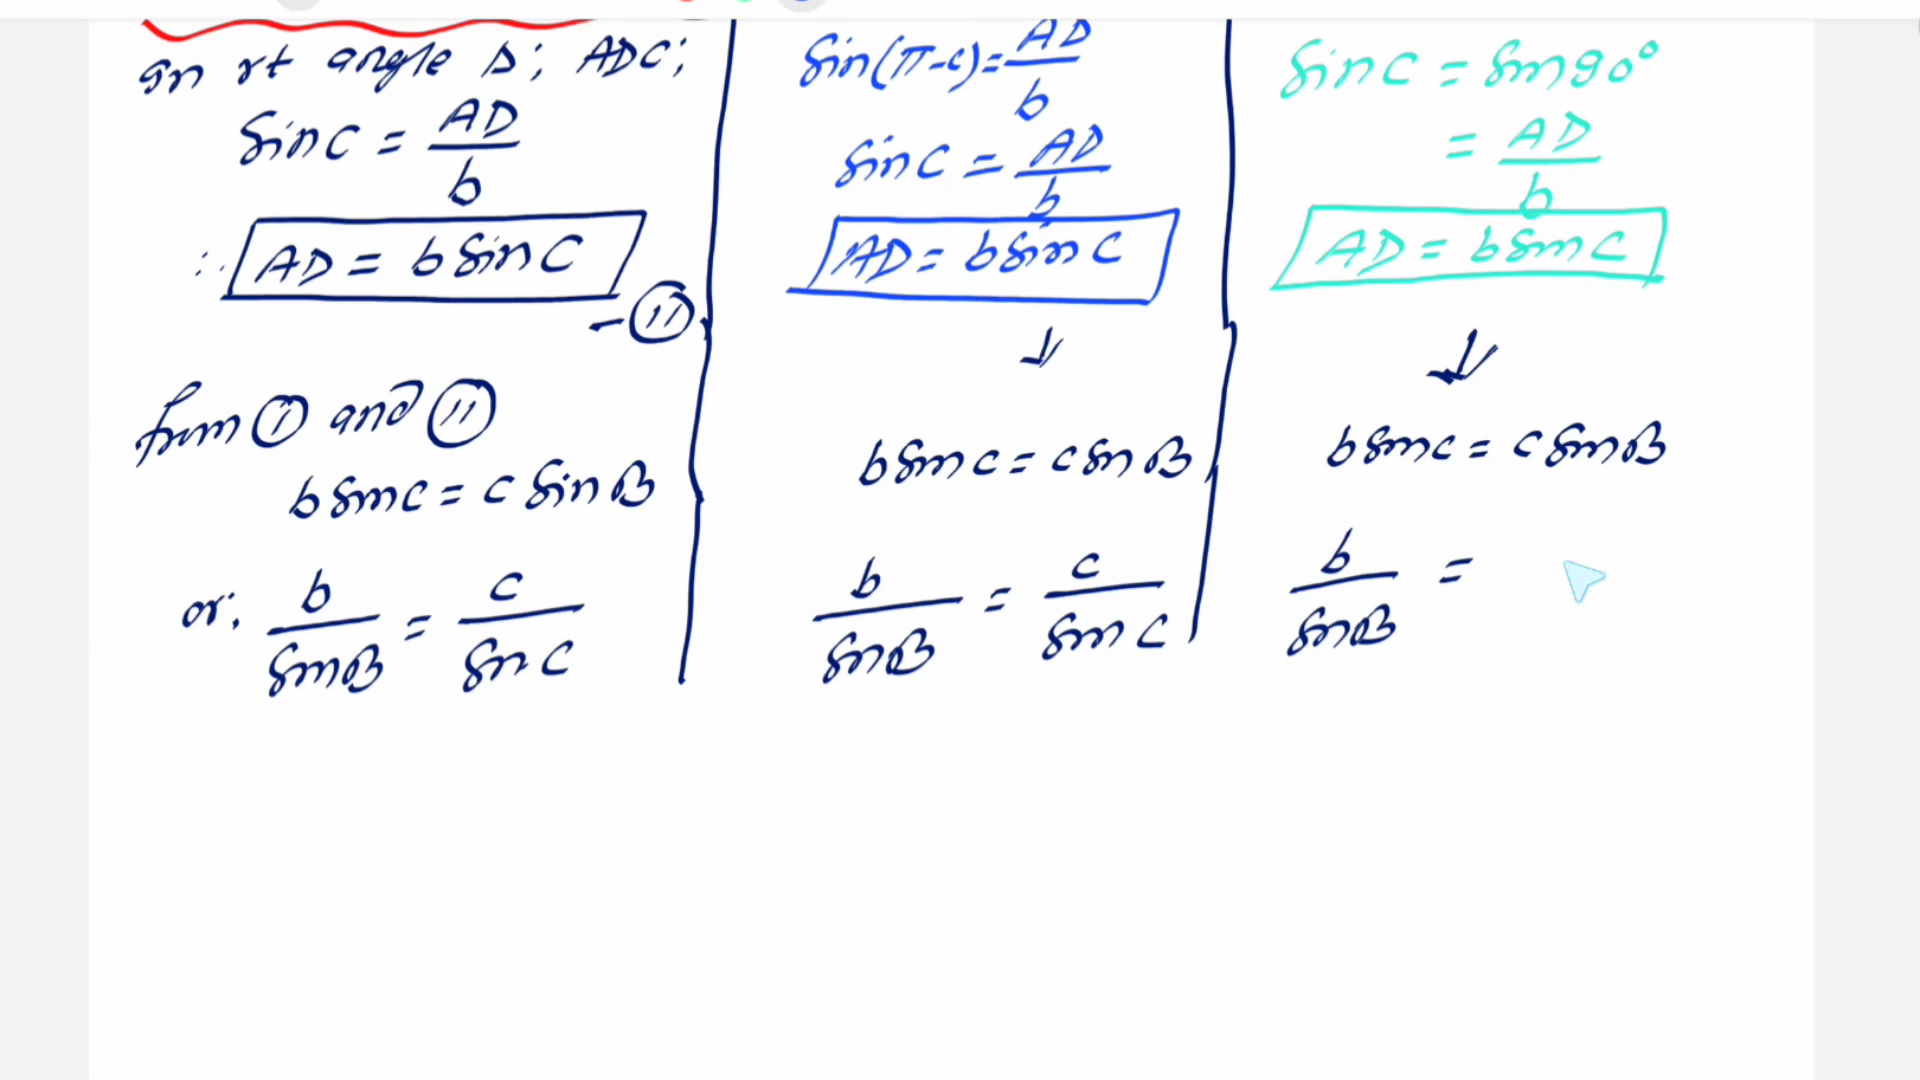 In rt angle Δ; ADC;
Sin C = AD/b
∴ AD = b Sin C
- (ii)
from (i) and (ii)
b Sin C = c Sin B
or, b/Sin B = c/Sin C
Sin(π-c) = AD/b
Sin C = AD/b
AD = b Sin C
b Sin C = c Sin B
b/Sin B = c/Sin C
Sin C = Sin 90°
= AD/b
AD = b Sin C
b Sin C = c Sin B
b/Sin B =